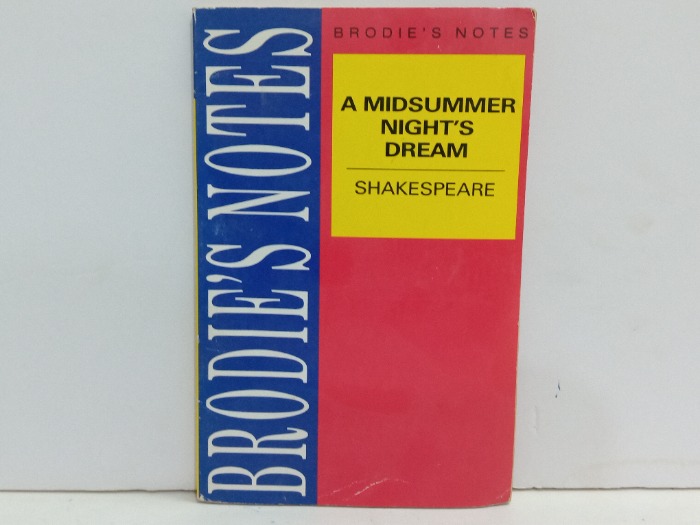 BRODIE'S NOTES
BRODIE'S NOTES
A MIDSUMMER
NIGHT'S
DREAM
SHAKESPEARE